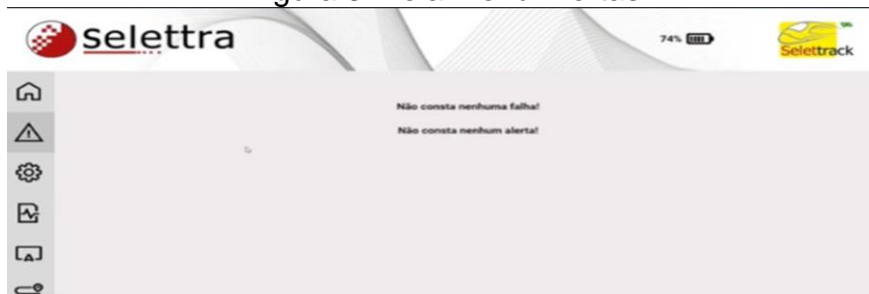 selettra
74%
Selettrack
Não consta nenhuma falha!
Não consta nenhum alerta!